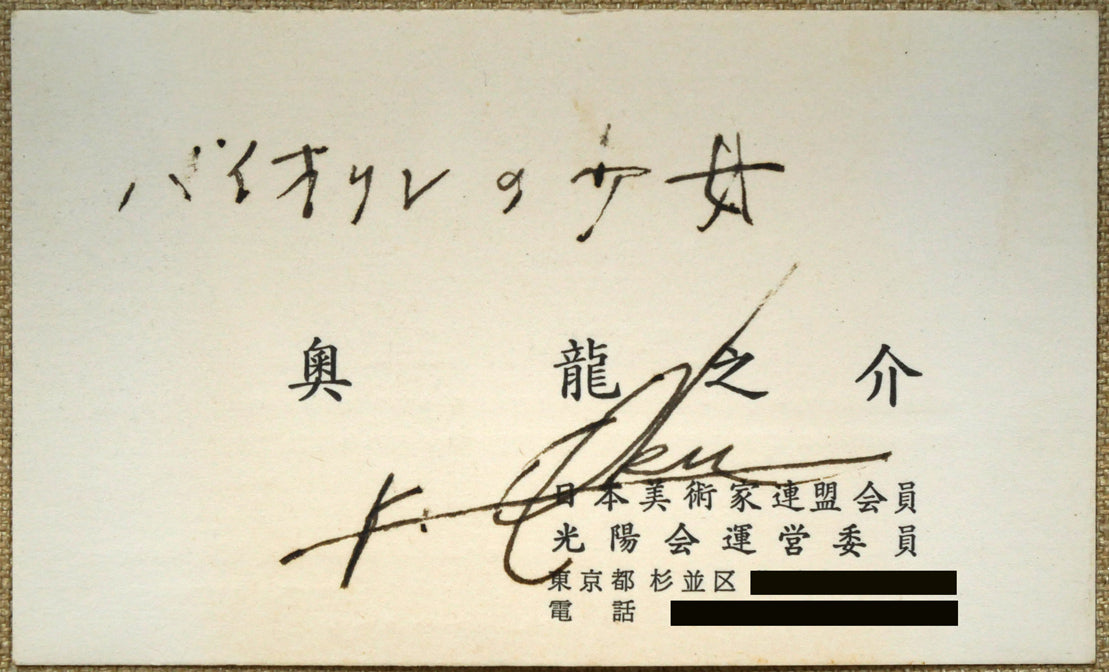 バイオリンの少女
奥 龍之介
K. Oku
日本美術家連盟会員
光陽会運営委員
東京都杉並区
電話